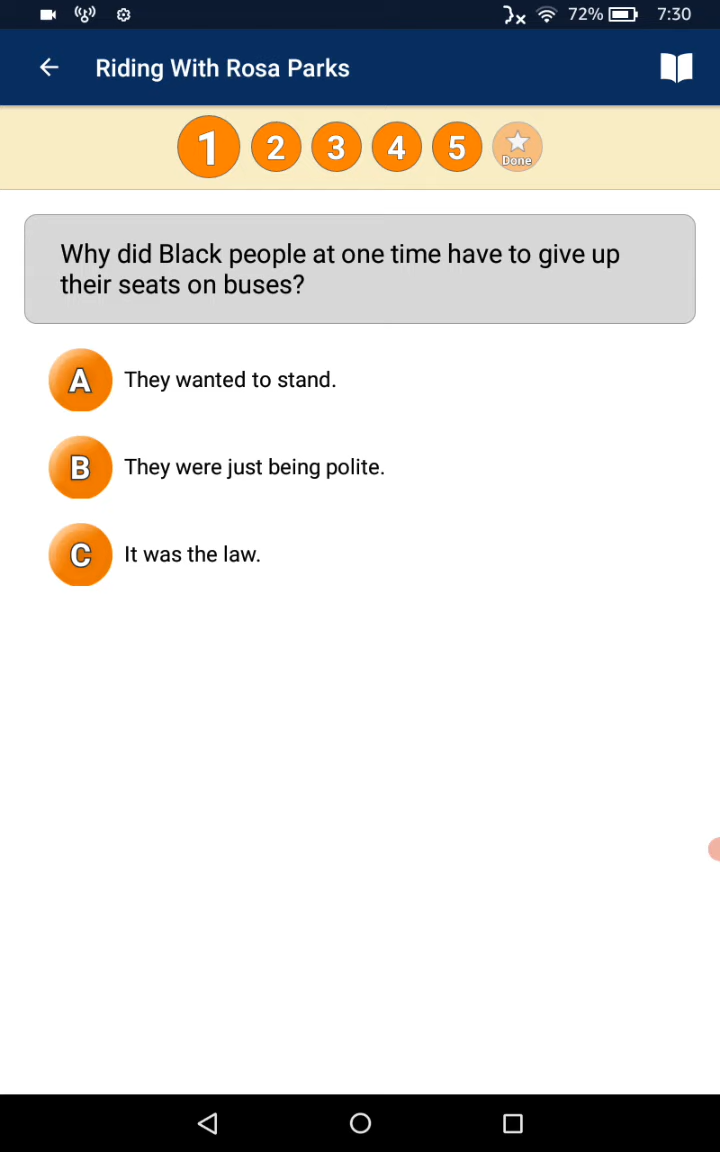 72% 7:30
Riding With Rosa Parks
1 2 3 4 5 Done
Why did Black people at one time have to give up
their seats on buses?
A They wanted to stand.
B They were just being polite.
C It was the law.